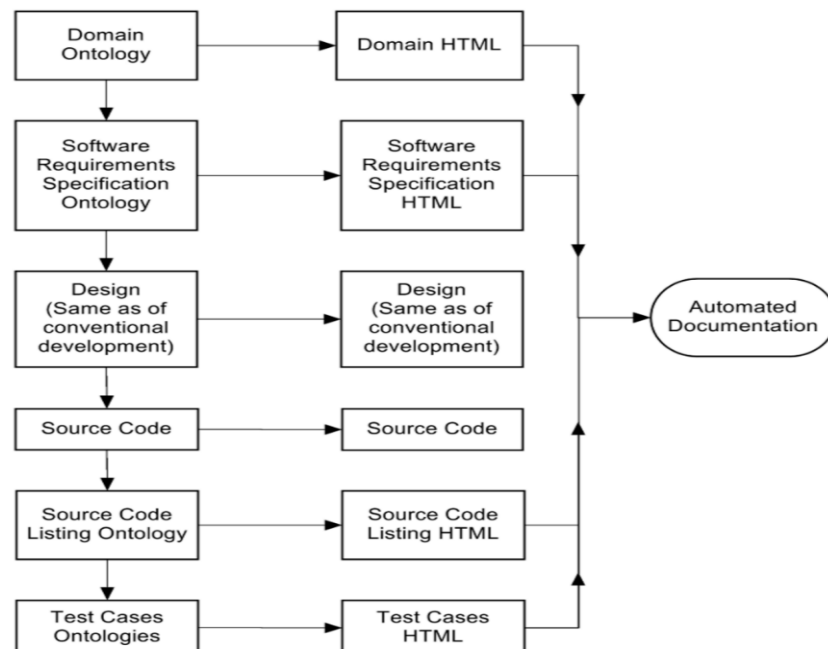 Domain
Ontology
Domain HTML
Software
Requirements
Specification
Ontology
Software
Requirements
Specification
HTML
Design
(Same as of
conventional
development)
Design
(Same as of
conventional
development)
Automated
Documentation
Source Code
Source Code
Source Code
Listing Ontology
Source Code
Listing HTML
Test Cases
Ontologies
Test Cases
HTML